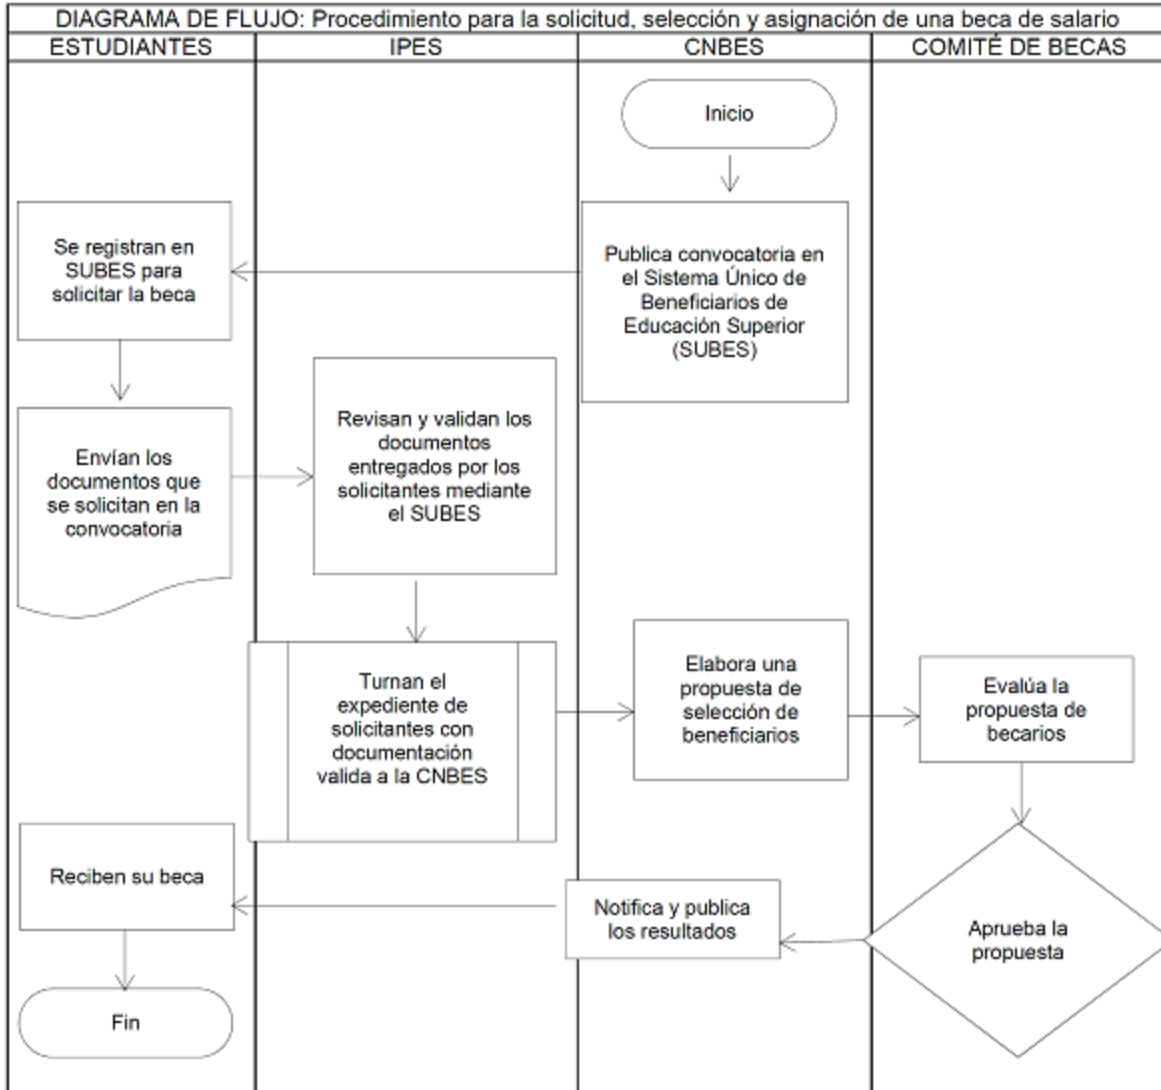 DIAGRAMA DE FLUJO: Procedimiento para la solicitud, selección y asignación de una beca de salario
ESTUDIANTES
IPES
CNBES
COMITÉ DE BECAS
Inicio
Publica convocatoria en
el Sistema Único de
Beneficiarios de
Educación Superior
(SUBES)
Se registran en
SUBES para
solicitar la beca
Envían los
documentos que
se solicitan en la
convocatoria
Revisan y validan los
documentos
entregados por los
solicitantes mediante
el SUBES
Turnan el
expediente de
solicitantes con
documentación
valida a la CNBES
Elabora una
propuesta de
selección de
beneficiarios
Evalúa la
propuesta de
becarios
Aprueba la
propuesta
Notifica y publica
los resultados
Reciben su beca
Fin